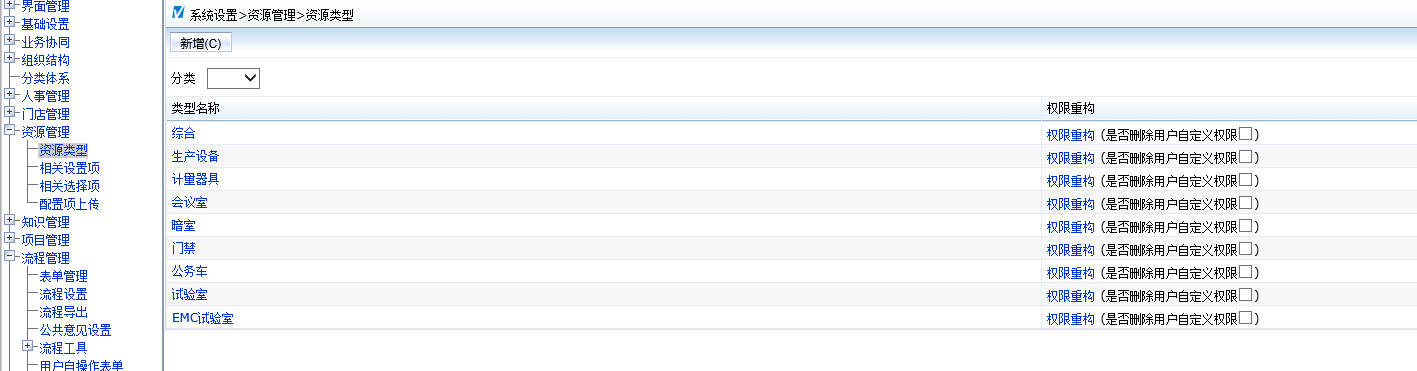 界面管理
基础设置
业务协同
组织结构
分类体系
人事管理
门店管理
资源管理
资源类型
相关设置项
相关选择项
配置项上传
知识管理
项目管理
流程管理
表单管理
流程设置
流程导出
公共意见设置
流程工具
用户自操作表单
系统设置>资源管理>资源类型
新增(C)
分类
类型名称 权限重构
综合 权限重构 (是否删除用户自定义权限 )
生产设备 权限重构 (是否删除用户自定义权限 )
计量器具 权限重构 (是否删除用户自定义权限 )
会议室 权限重构 (是否删除用户自定义权限 )
暗室 权限重构 (是否删除用户自定义权限 )
门禁 权限重构 (是否删除用户自定义权限 )
公务车 权限重构 (是否删除用户自定义权限 )
试验室 权限重构 (是否删除用户自定义权限 )
EMC试验室 权限重构 (是否删除用户自定义权限 )